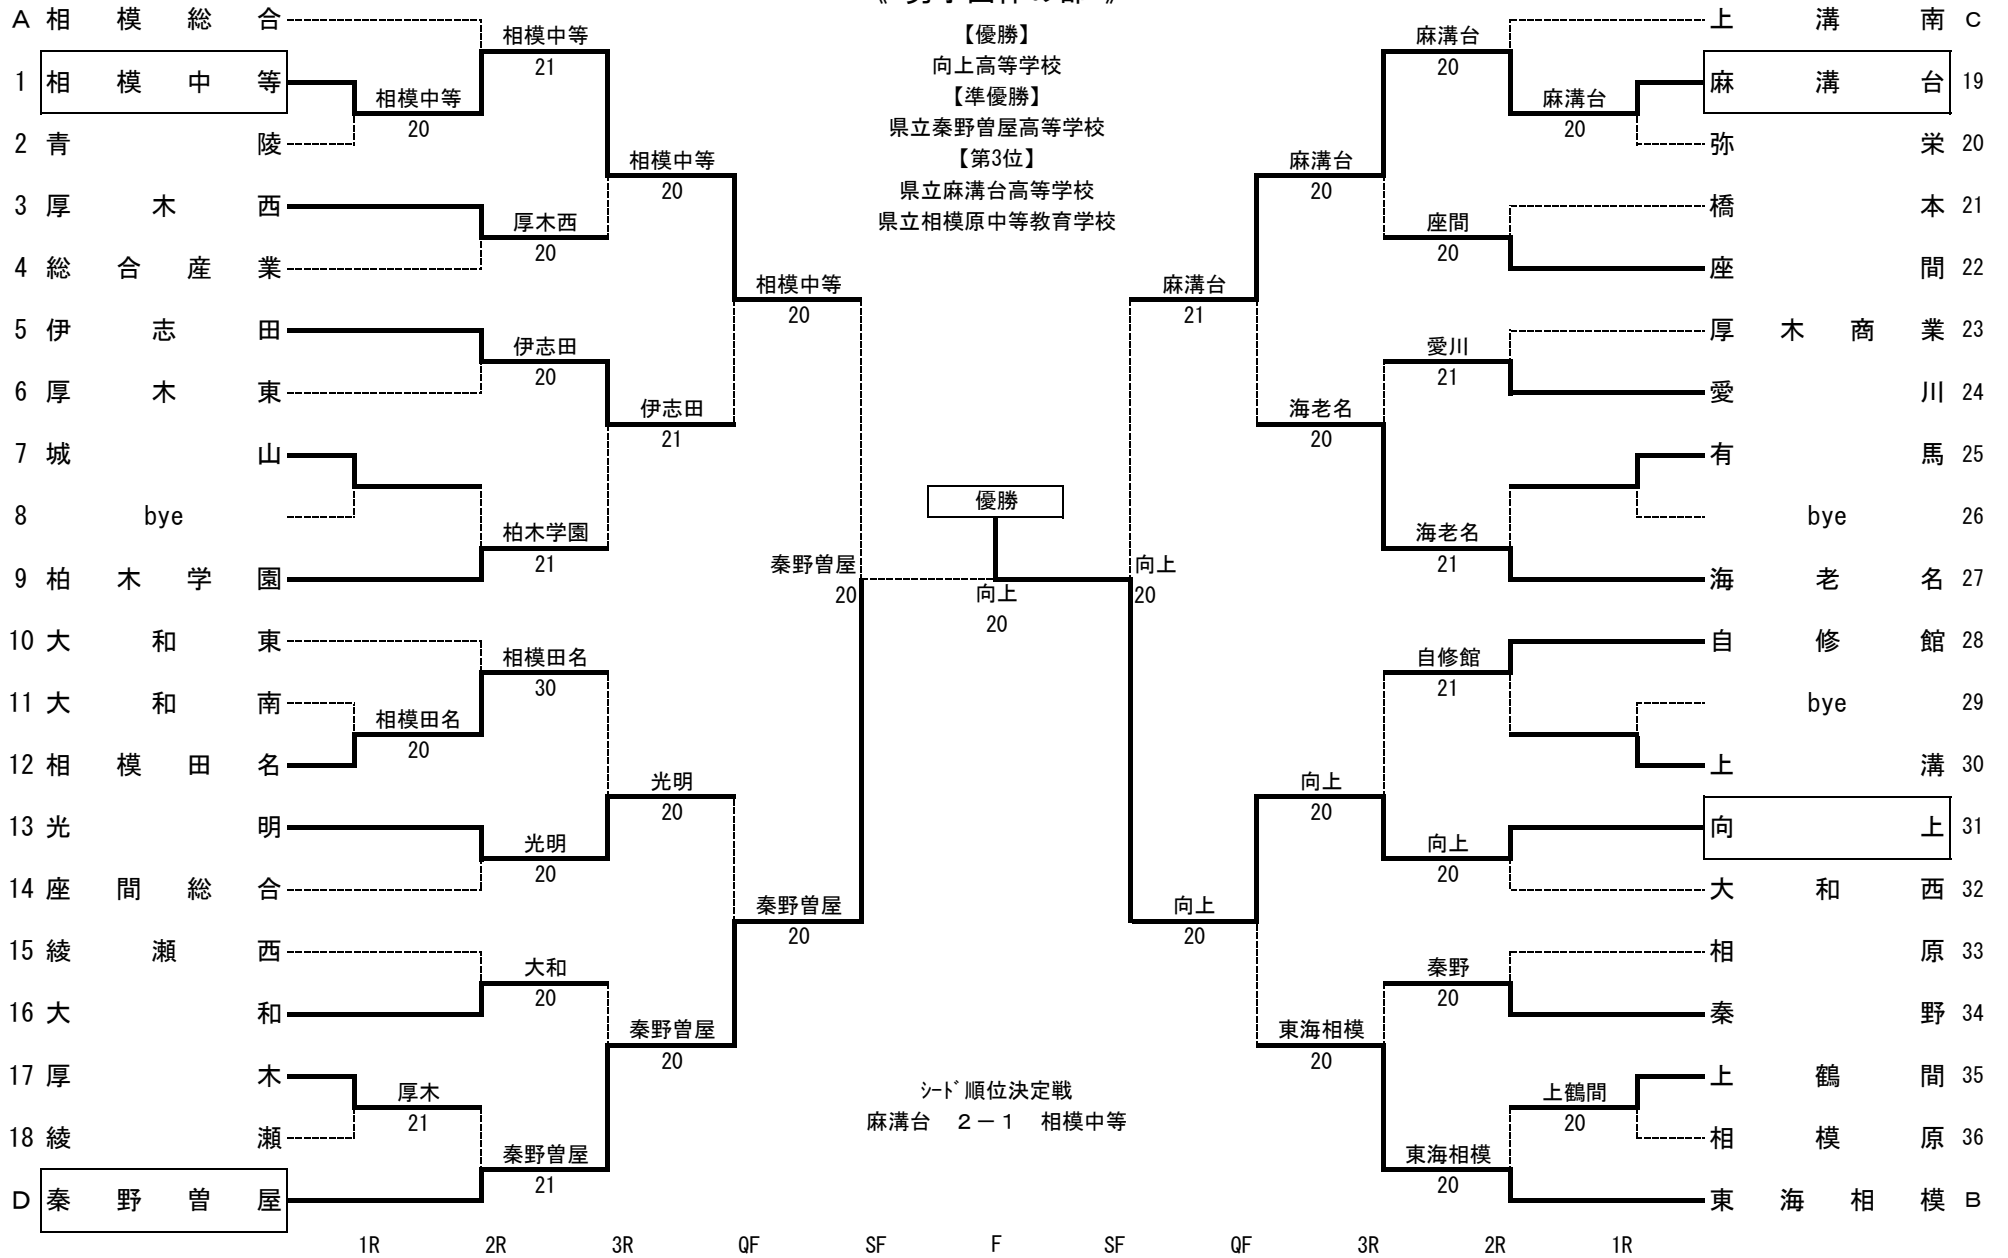 A 相模総合
1 相模中等
2 青陵
3 厚木西
4 総合産業
5 伊志田
6 厚木東
7 城山
8 bye
9 柏木学園
10 大和東
11 大和南
12 相模田名
13 光明
14 座間総合
15 綾瀬西
16 大和
17 厚木
18 綾瀬
D 秦野曽屋
相模中等
20
相模田名
20
厚木
21
相模中等
21
厚木西
20
伊志田
20
柏木学園
21
相模田名
30
光明
20
大和
20
秦野曽屋
21
相模中等
20
伊志田
21
光明
20
秦野曽屋
20
相模中等
20
秦野曽屋
20
秦野曽屋
20
【優勝】
向上高等学校
【準優勝】
県立秦野曽屋高等学校
【第3位】
県立麻溝台高等学校
県立相模原中等教育学校
優勝
向上
20
シード順位決定戦
麻溝台 2-1 相模中等
向上
20
麻溝台
21
向上
20
麻溝台
20
海老名
20
向上
20
東海相模
20
麻溝台
20
座間
20
愛川
21
海老名
21
自修館
21
向上
20
秦野
20
東海相模
20
麻溝台
20
上鶴間
20
上溝南 C
麻溝台 19
弥栄 20
橋本 21
座間 22
厚木商業 23
愛川 24
有馬 25
bye 26
海老名 27
自修館 28
bye 29
上溝 30
向上 31
大和西 32
相原 33
秦野 34
上鶴間 35
相模原 36
東海相模 B
1R 2R 3R QF SF F SF QF 3R 2R 1R